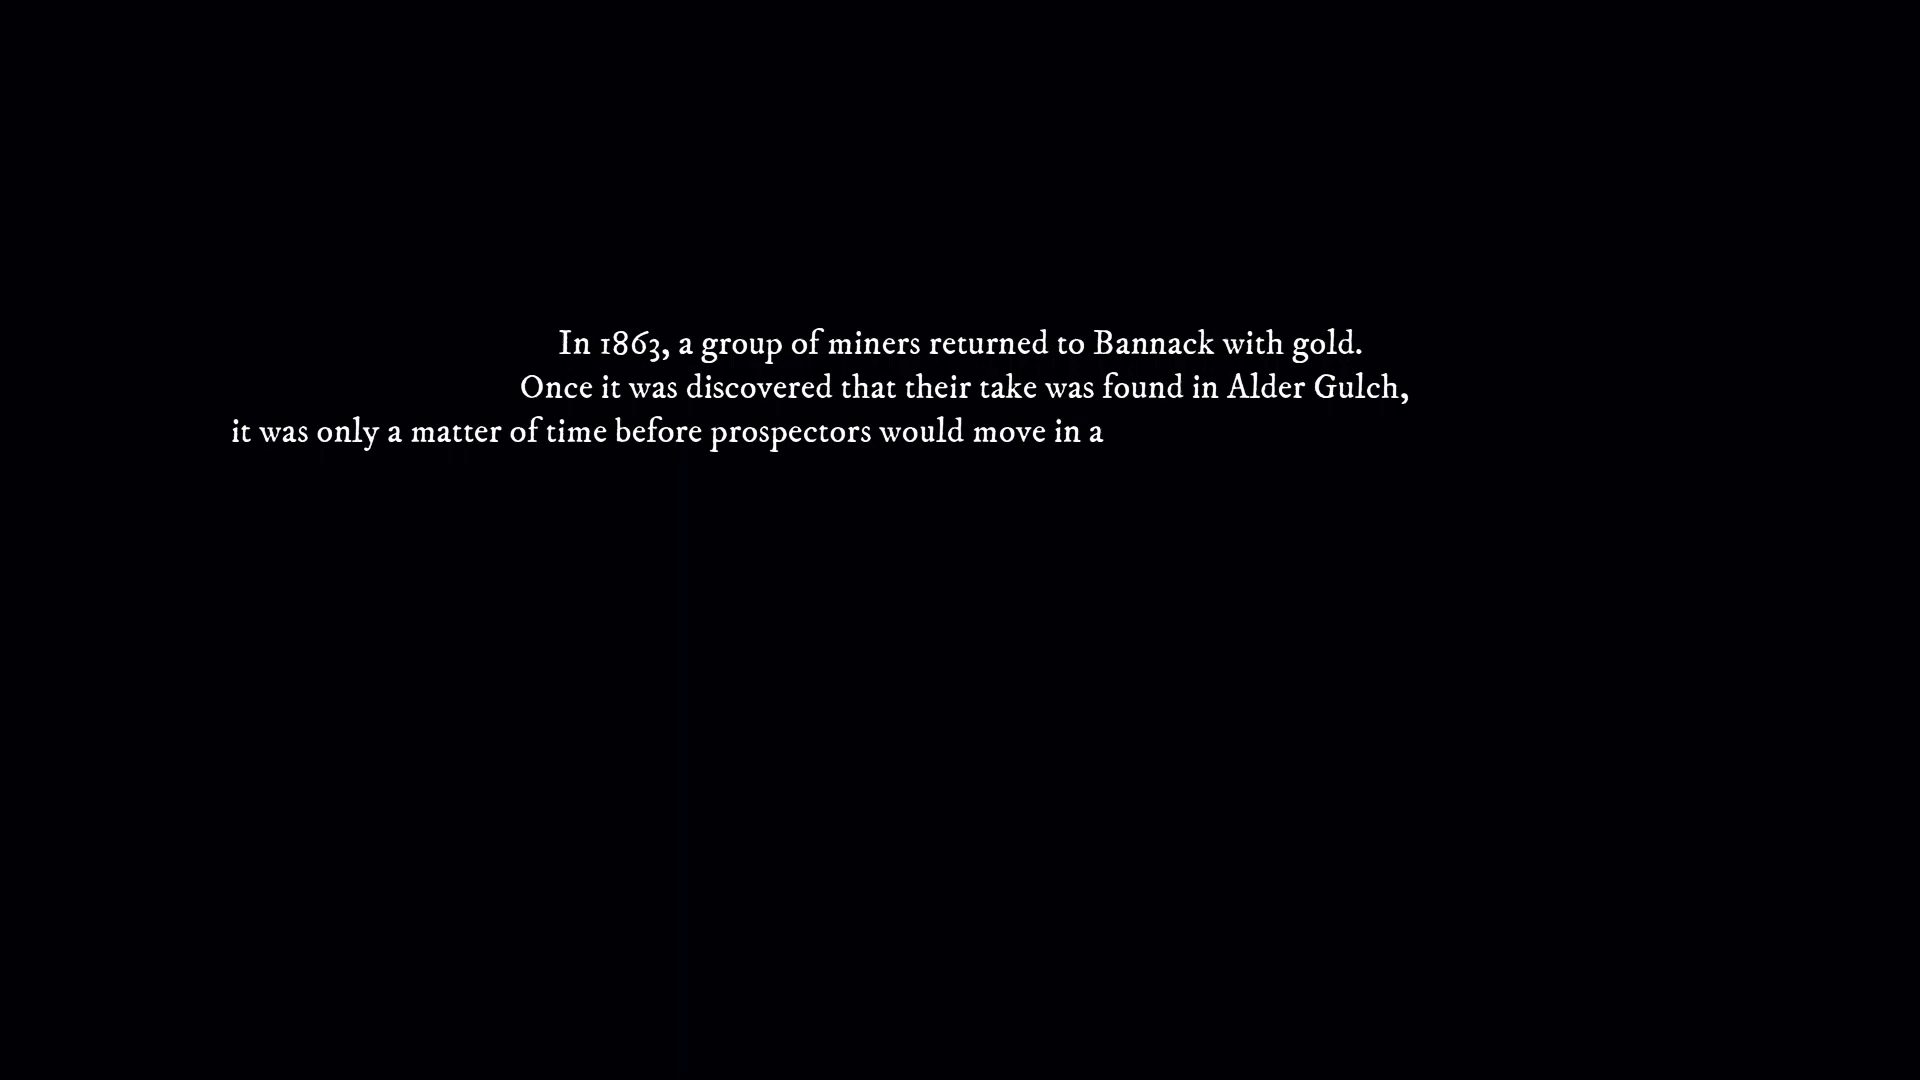 In 1863, a group of miners returned to Bannack with gold.
Once it was discovered that their take was found in Alder Gulch,
it was only a matter of time before prospectors would move in a